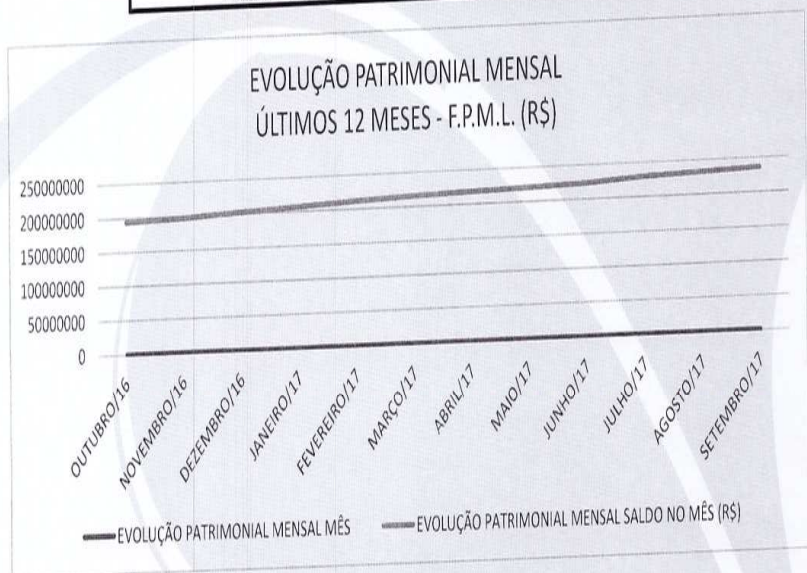 EVOLUÇÃO PATRIMONIAL MENSAL
ÚLTIMOS 12 MESES - F.P.M.L. (R$)
250000000
200000000
150000000
100000000
50000000
0
OUTUBRO/16
NOVEMBRO/16
DEZEMBRO/16
JANEIRO/17
FEVEREIRO/17
MARÇO/17
ABRIL/17
MAIO/17
JUNHO/17
JULHO/17
AGOSTO/17
SETEMBRO/17
EVOLUÇÃO PATRIMONIAL MENSAL MÊS
EVOLUÇÃO PATRIMONIAL MENSAL SALDO NO MÊS (R$)